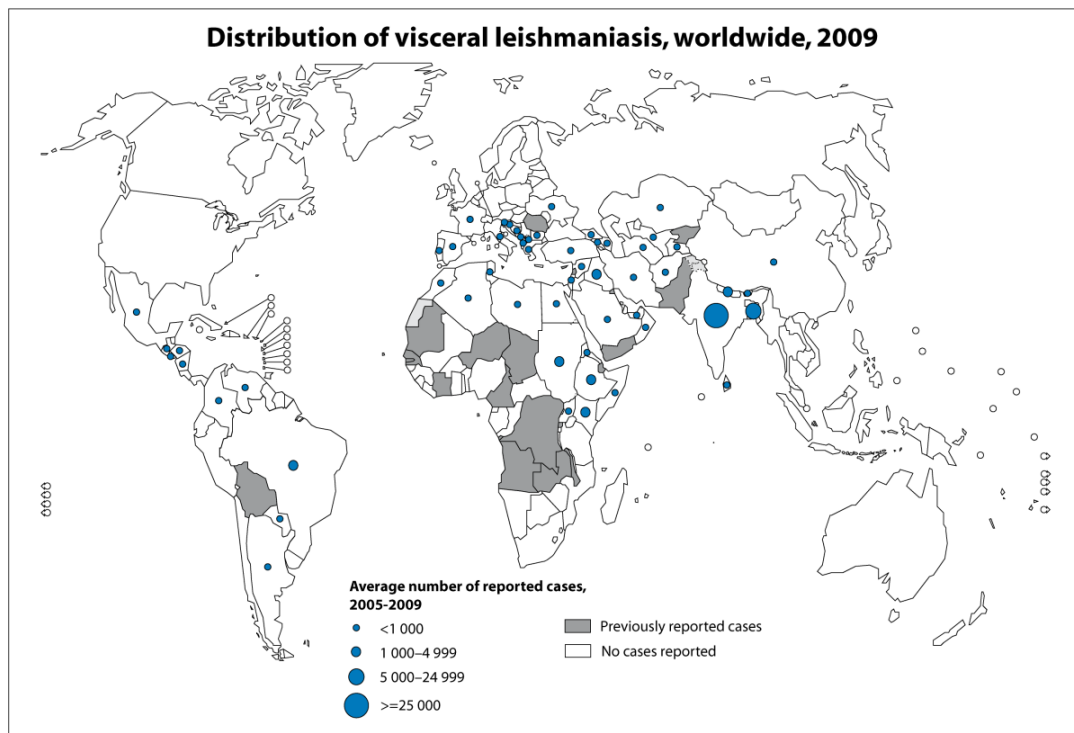 Distribution of visceral leishmaniasis, worldwide, 2009
Average number of reported cases,
2005-2009
<1 000
1 000–4 999
5 000–24 999
>=25 000
Previously reported cases
No cases reported